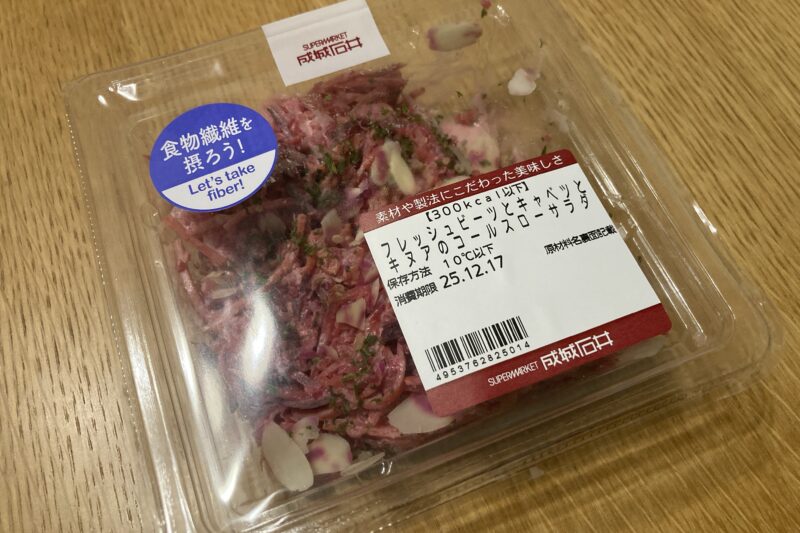 SUPERMARKET
成城石井
食物繊維を
摂ろう!
Let's take
fiber!
素材や製法にこだわった美味しさ
【300kcal以下】
フレッシュビーツとキャベツと
キヌアのコールスローサラダ
保存方法 10℃以下
原材料名裏面記載
消費期限 25.12.17
4953762825014
SUPERMARKET 成城石井